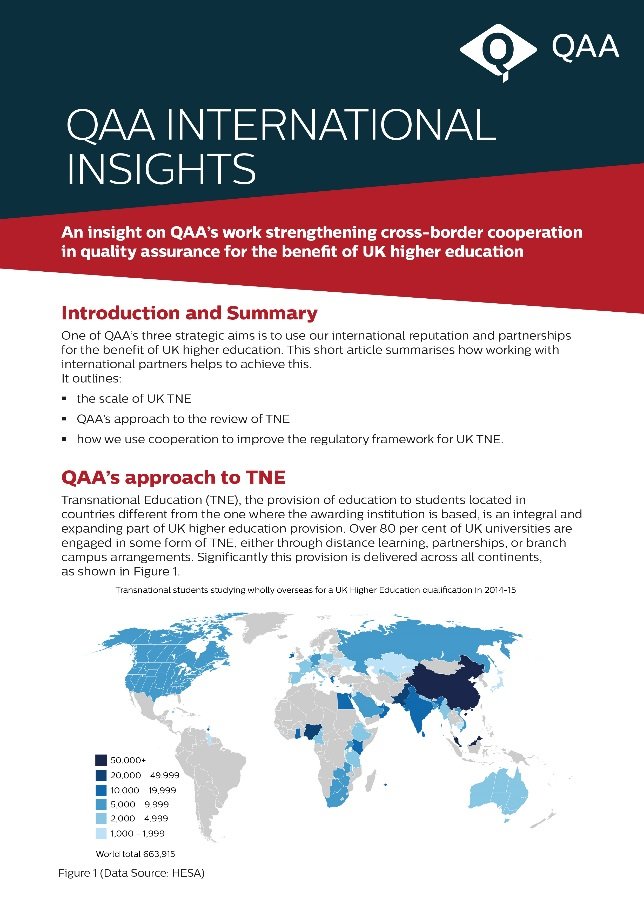 QAA
QAA INTERNATIONAL
INSIGHTS
An insight on QAA's work strengthening cross-border cooperation
in quality assurance for the benefit of UK higher education
Introduction and Summary
One of QAA's three strategic aims is to use our international reputation and partnerships
for the benefit of UK higher education. This short article summarises how working with
international partners helps to achieve this.
It outlines:
▪ the scale of UK TNE
▪ QAA's approach to the review of TNE
▪ how we use cooperation to improve the regulatory framework for UK TNE.
QAA's approach to TNE
Transnational Education (TNE), the provision of education to students located in
countries different from the one where the awarding institution is based, is an integral and
expanding part of UK higher education provision. Over 80 per cent of UK universities are
engaged in some form of TNE, either through distance learning, partnerships, or branch
campus arrangements. Significantly this provision is delivered across all continents,
as shown in Figure 1.
Transnational students studying wholly overseas for a UK Higher Education qualification in 2014-15
50,000+
20,000 - 49,999
10,000 - 19,999
5,000 - 9,999
2,000 - 4,999
1,000 - 1,999
World total 663,915
Figure 1 (Data Source: HESA)